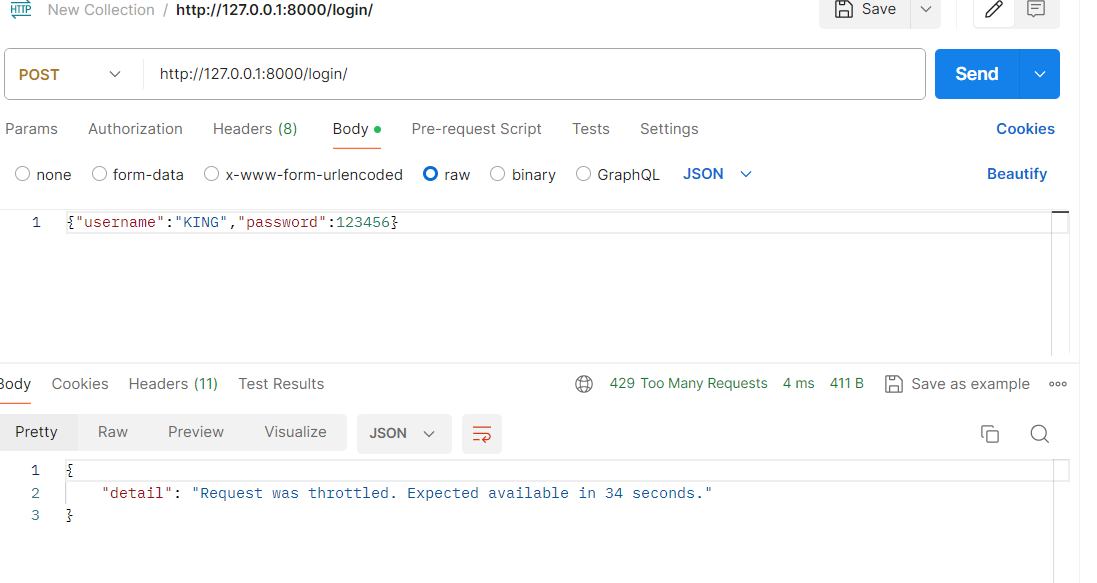 HTTP New Collection / http://127.0.0.1:8000/login/ Save
POST http://127.0.0.1:8000/login/ Send
Params Authorization Headers (8) Body Pre-request Script Tests Settings Cookies
none form-data x-www-form-urlencoded raw binary GraphQL JSON Beautify
1 {"username":"KING","password":123456}
Body Cookies Headers (11) Test Results 429 Too Many Requests 4 ms 411 B Save as example
Pretty Raw Preview Visualize JSON
1 {
2 "detail": "Request was throttled. Expected available in 34 seconds."
3 }